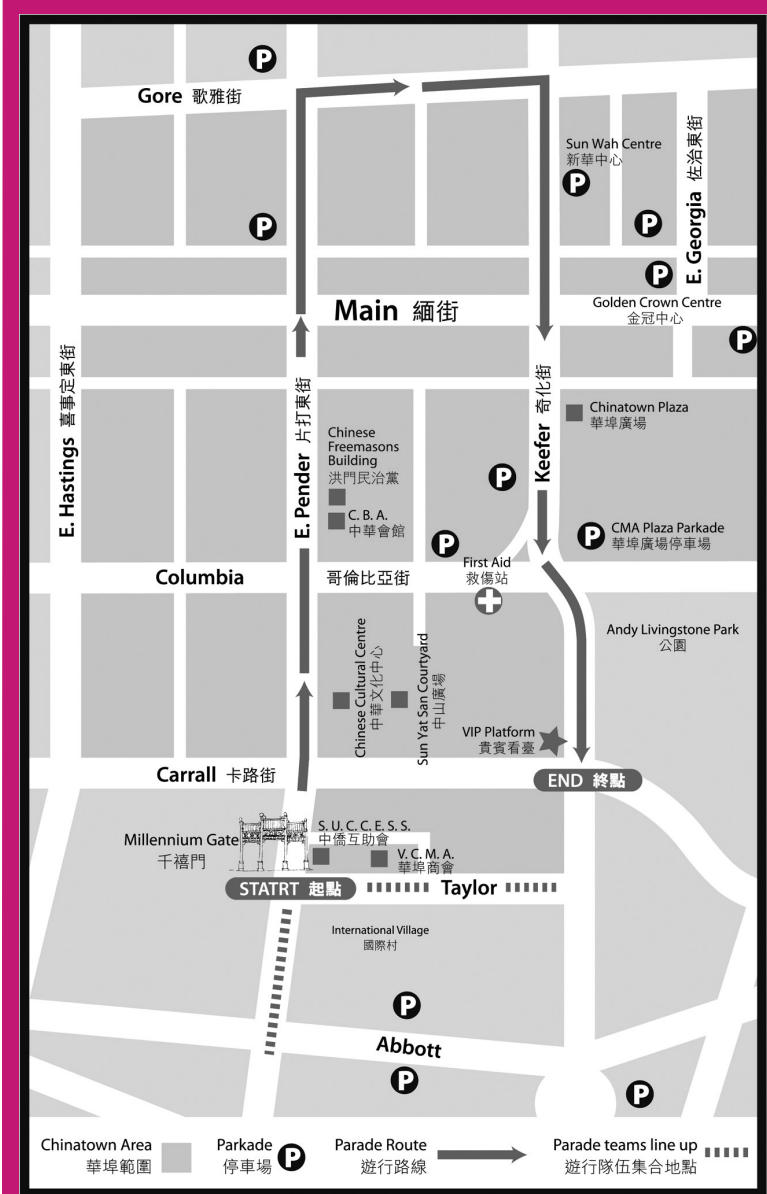 P
Gore 歌雅街
Sun Wah Centre
新華中心
P
E. Georgia 佐治東街
P
P
P
Golden Crown Centre
金冠中心
Main 緬街
P
E. Hastings 喜事定東街
E. Pender 片打東街
Keefer 奇化街
Chinatown Plaza
華埠廣場
Chinese
Freemasons
Building
洪門民治黨
P
C. B. A.
中華會館
P
P
CMA Plaza Parkade
華埠廣場停車場
First Aid
救傷站
Columbia 哥倫比亞街
Andy Livingstone Park
公園
Chinese Cultural Centre
中華文化中心
Sun Yat San Courtyard
中山廣場
VIP Platform
貴賓看臺
Carrall 卡路街
END 終點
Millennium Gate
千禧門
S. U. C. C. E. S. S.
中僑互助會
V. C. M. A.
華埠商會
STATRT 起點
Taylor
International Village
國際村
P
Abbott
P
P
Chinatown Area
華埠範圍
Parkade
停車場
P
Parade Route
遊行路線
Parade teams line up
遊行隊伍集合地點